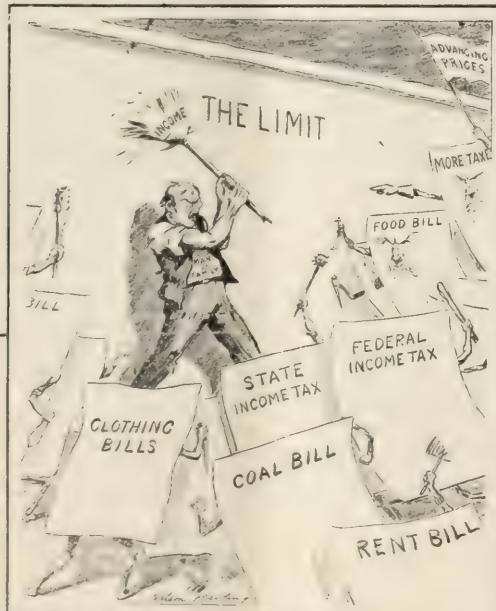 ADVANCING
PRICES
INCOME
THE LIMIT
MORE TAXE
FOOD BILL
BILL
FEDERAL
INCOME TAX
STATE
INCOME TAX
CLOTHING
BILLS
COAL BILL
RENT BILL